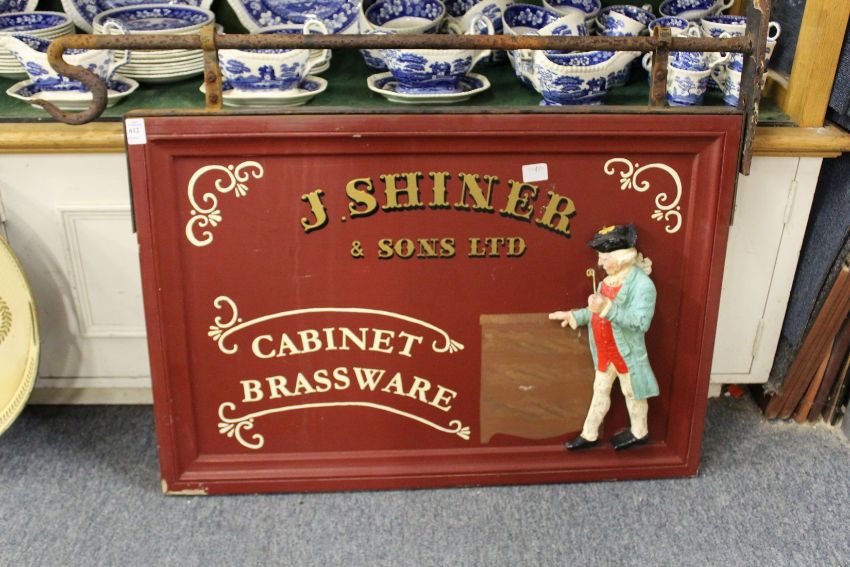 J. SHINER
& SONS LTD
CABINET
BRASSWARE